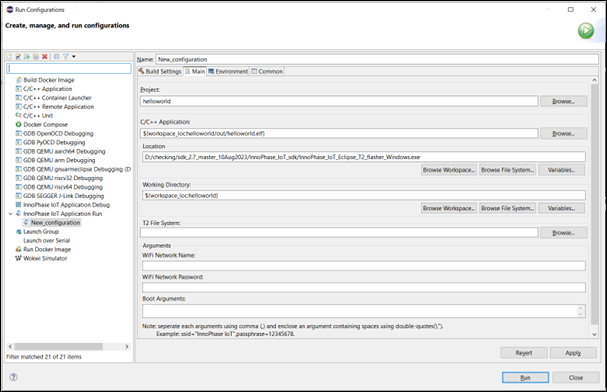 Run Configurations
Create, manage, and run configurations
Build Docker Image
C/C++ Application
C/C++ Container Launcher
C/C++ Remote Application
C/C++ Unit
Docker Compose
GDB OpenOCD Debugging
GDB PyOCD Debugging
GDB QEMU aarch64 Debugging
GDB QEMU arm Debugging
GDB QEMU gnuarmeclipse Debugging (D
GDB QEMU riscv32 Debugging
GDB QEMU riscv64 Debugging
GDB SEGGER J-Link Debugging
InnoPhase IoT Application Debug
InnoPhase IoT Application Run
New_configuration
Launch Group
Launch over Serial
Run Docker Image
Wokwi Simulator
Filter matched 21 of 21 items
Name: New_configuration
Build Settings Main Environment Common
Project:
helloworld
Browse...
C/C++ Application:
${workspace_loc:helloworld/out/helloworld.elf}
Browse...
Location
D:/checking/sdk_2.7_master_10Aug2023/InnoPhase_IoT_sdk/InnoPhase_IoT_Eclipse_T2_flasher_Windows.exe
Browse Workspace... Browse File System... Variables...
Working Directory:
${workspace_loc:helloworld}
Browse Workspace... Browse File System... Variables...
T2 File System:
Browse...
Arguments
WiFi Network Name:
WiFi Network Password:
Boot Arguments:
Note: seperate each arguments using comma (,) and enclose an argument containing spaces using double-quotes(\").
Example: ssid="InnoPhase IoT",passphrase=12345678.
Revert Apply
Run Close